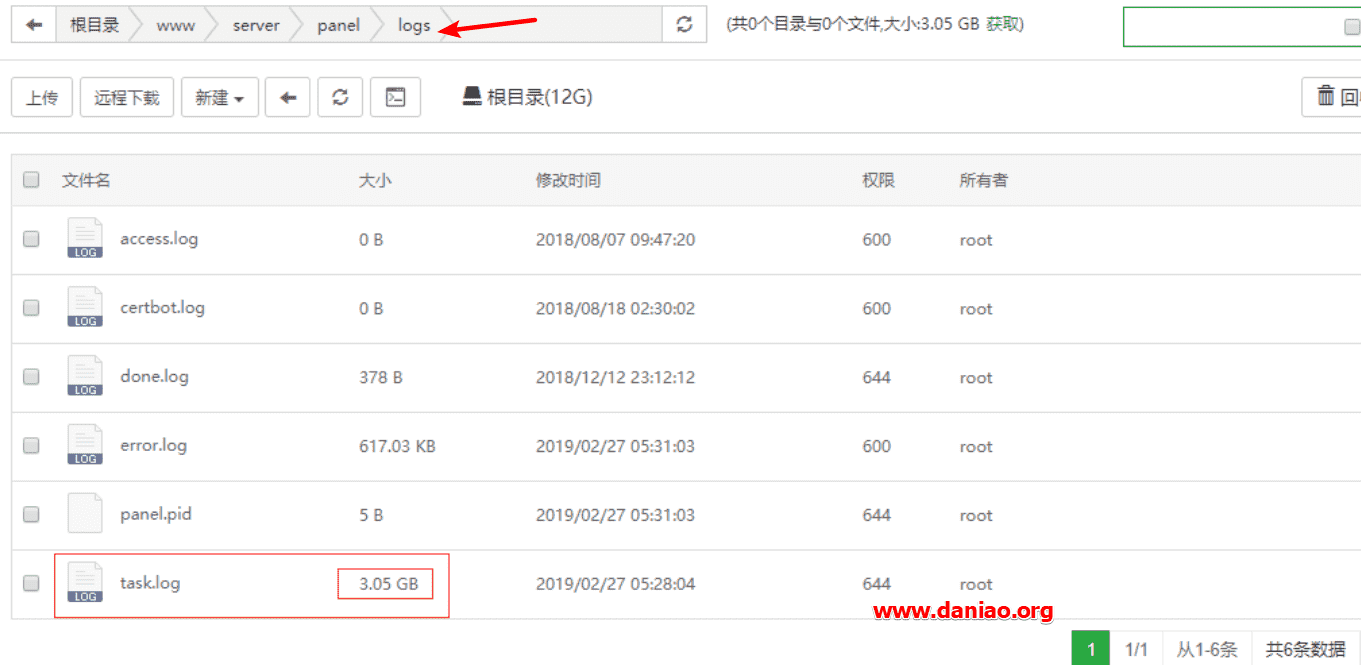 根目录 www server panel logs (共0个目录与0个文件,大小:3.05 GB 获取)
上传 远程下载 新建 根目录(12G) 回
文件名 大小 修改时间 权限 所有者
LOG access.log 0 B 2018/08/07 09:47:20 600 root
LOG certbot.log 0 B 2018/08/18 02:30:02 600 root
LOG done.log 378 B 2018/12/12 23:12:12 644 root
LOG error.log 617.03 KB 2019/02/27 05:31:03 600 root
panel.pid 5 B 2019/02/27 05:31:03 644 root
LOG task.log 3.05 GB 2019/02/27 05:28:04 644 root
www.daniao.org
1 1/1 从1-6条 共6条数据